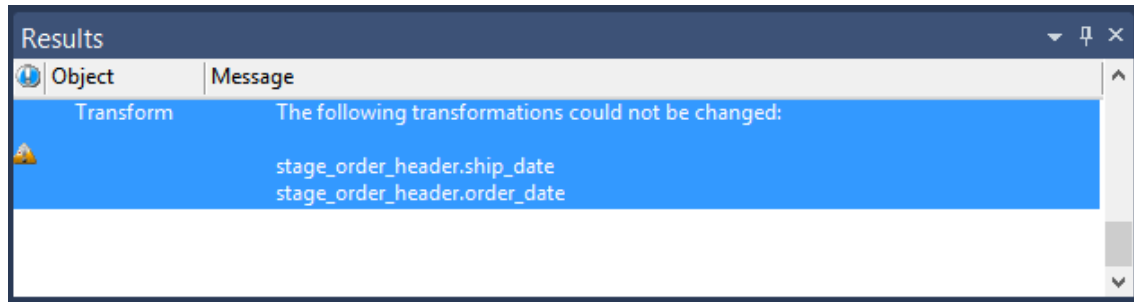 Results
Object Message
Transform The following transformations could not be changed:
stage_order_header.ship_date
stage_order_header.order_date